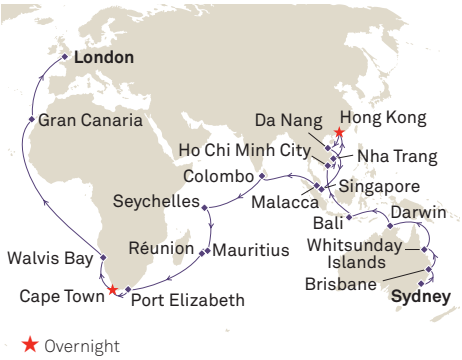 London
Gran Canaria
Da Nang
Hong Kong
Ho Chi Minh City
Nha Trang
Colombo
Singapore
Malacca
Seychelles
Bali
Darwin
Réunion
Mauritius
Whitsunday
Islands
Walvis Bay
Brisbane
Cape Town
Port Elizabeth
Sydney
Overnight